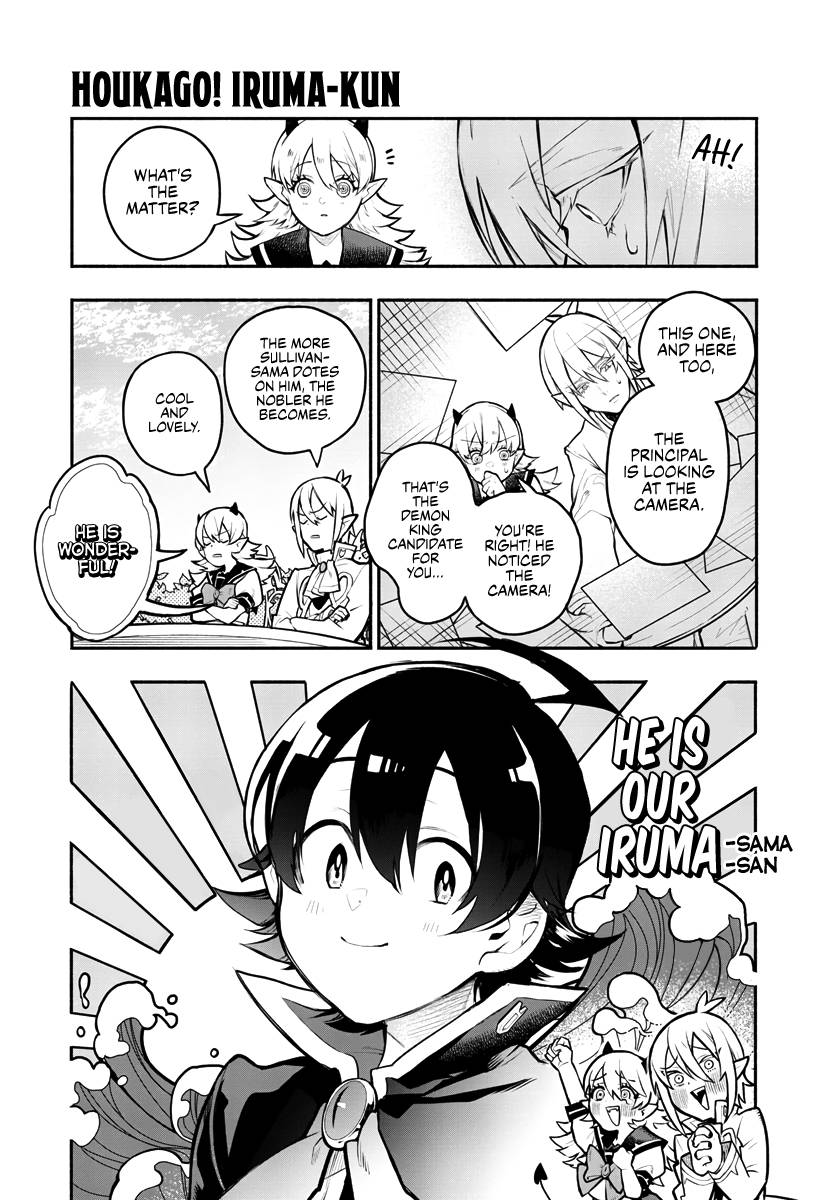 HOUKAGO! IRUMA-KUN
AH!
WHAT'S
THE
MATTER?
THIS ONE,
AND HERE
TOO,
THE
PRINCIPAL
IS LOOKING
AT THE
CAMERA.
YOU'RE
RIGHT! HE
NOTICED
THE
CAMERA!
THAT'S
THE
DEMON
KING
CANDIDATE
FOR
YOU...
THE MORE
SULLIVAN-
SAMA DOTES
ON HIM, THE
NOBLER HE
BECOMES.
COOL
AND
LOVELY.
HE IS
WONDER-
FUL!
HE IS
OUR
IRUMA
-SAMA
-SAN